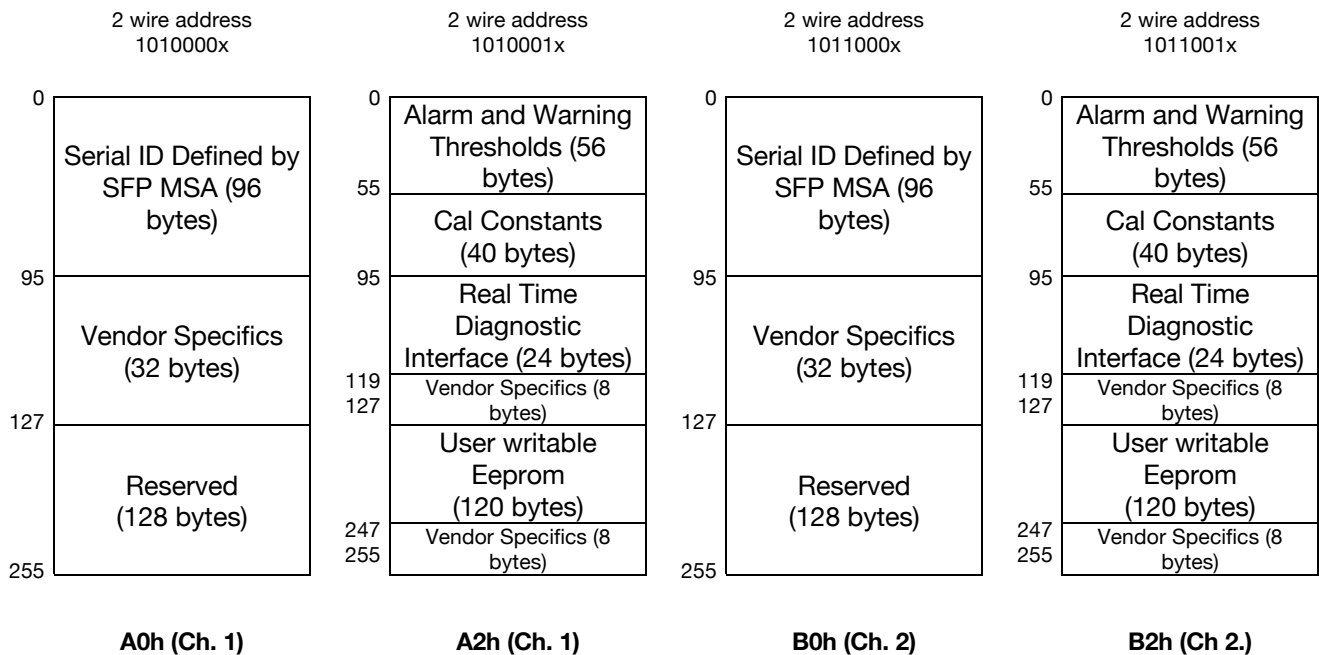 2 wire address
1010000x
0
Serial ID Defined by
SFP MSA (96
bytes)
95
Vendor Specifics
(32 bytes)
127
Reserved
(128 bytes)
255
A0h (Ch. 1)
2 wire address
1010001x
0
Alarm and Warning
Thresholds (56
bytes)
55
Cal Constants
(40 bytes)
95
Real Time
Diagnostic
Interface (24 bytes)
119
Vendor Specifics (8
bytes)
127
User writable
Eeprom
(120 bytes)
247
Vendor Specifics (8
bytes)
255
A2h (Ch. 1)
2 wire address
1011000x
0
Serial ID Defined by
SFP MSA (96
bytes)
95
Vendor Specifics
(32 bytes)
127
Reserved
(128 bytes)
255
B0h (Ch. 2)
2 wire address
1011001x
0
Alarm and Warning
Thresholds (56
bytes)
55
Cal Constants
(40 bytes)
95
Real Time
Diagnostic
Interface (24 bytes)
119
Vendor Specifics (8
bytes)
127
User writable
Eeprom
(120 bytes)
247
Vendor Specifics (8
bytes)
255
B2h (Ch 2.)